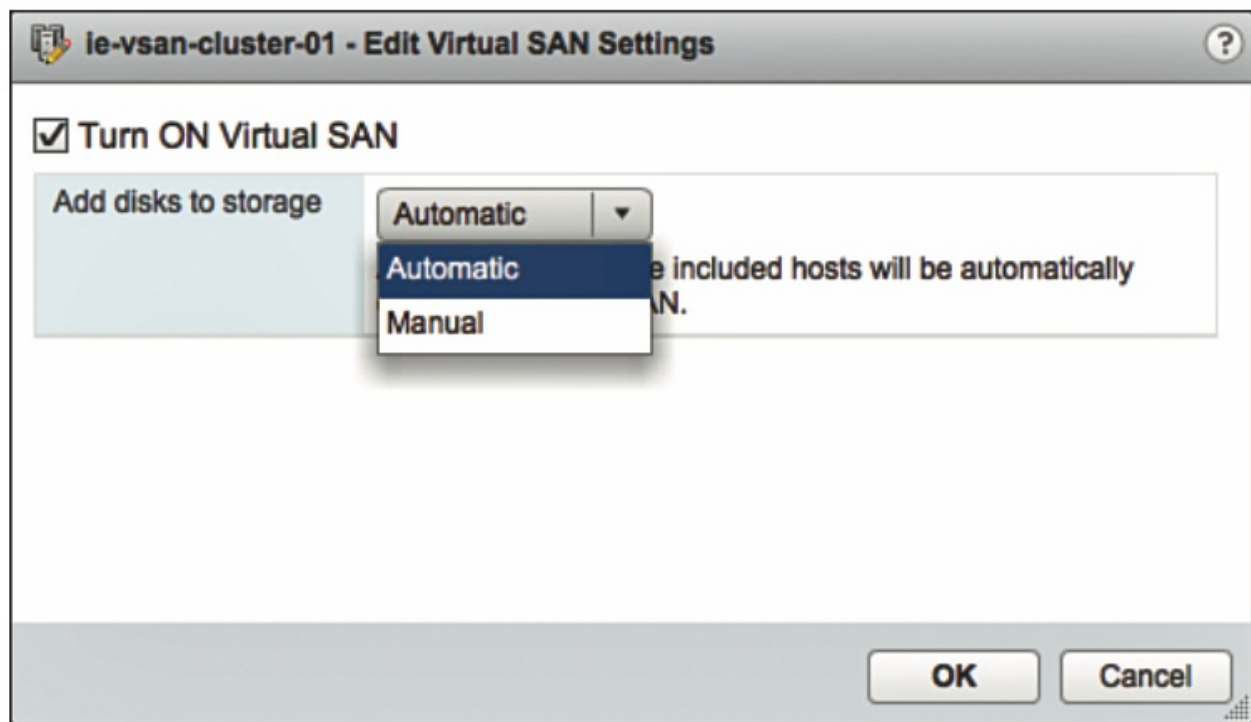 ie-vsan-cluster-01 - Edit Virtual SAN Settings ?
Turn ON Virtual SAN
Add disks to storage Automatic
Automatic
included hosts will be automatically
Manual
OK Cancel